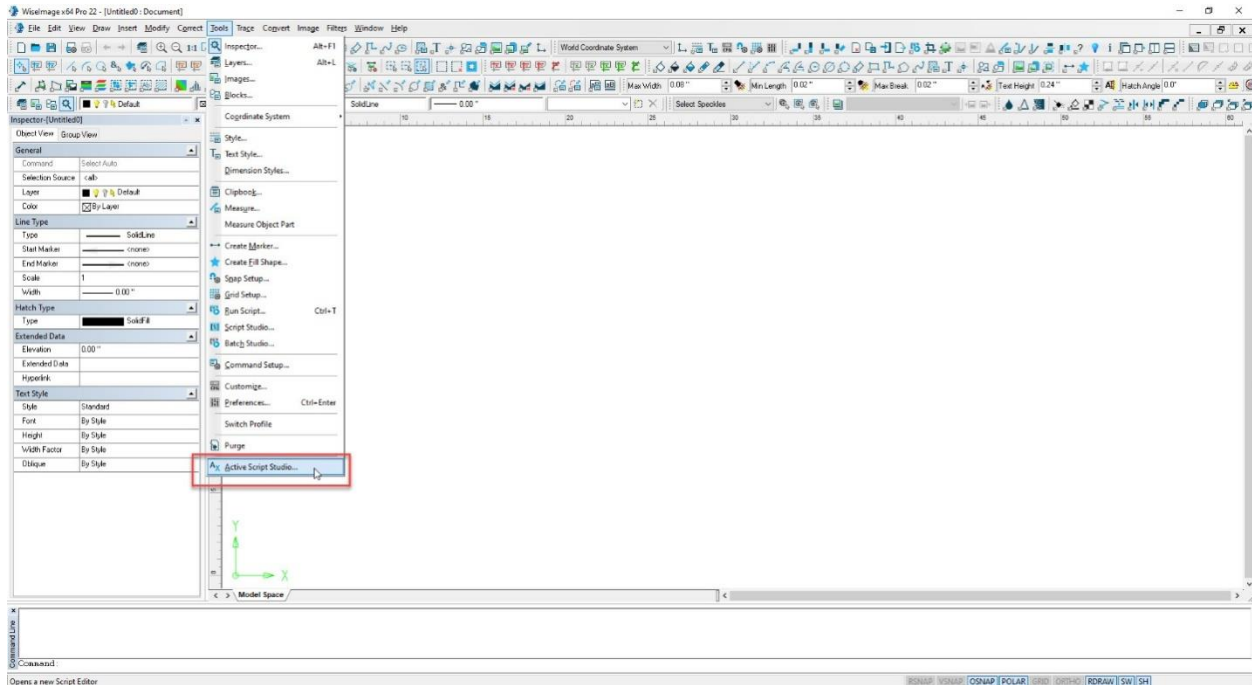 WiseImage x64 Pro 22 - [Untitled0 : Document]
File Edit View Draw Insert Modify Correct Tools Trace Convert Image Filters Window Help
World Coordinate System
Max Width 0.08 " Min Length 0.02 " Max Break 0.02 " Text Height 0.24 " Hatch Angle 0.0°
Default SolidLine 0.00 " Select Speckles
Inspector-[Untitled0]
Object View Group View
General
Command Select Auto
Selection Source <all>
Layer Default
Color By Layer
Line Type
Type SolidLine
Start Marker <none>
End Marker <none>
Scale 1
Width 0.00 "
Hatch Type
Type SolidFill
Extended Data
Elevation 0.00 "
Extended Data
Hyperlink
Text Style
Style Standard
Font By Style
Height By Style
Width Factor By Style
Oblique By Style
Inspector... Alt+F1
Layers... Alt+L
Images...
Blocks...
Coordinate System
Style...
Text Style...
Dimension Styles...
Clipbook...
Measure...
Measure Object Part
Create Marker...
Create Fill Shape...
Snap Setup...
Grid Setup...
Run Script... Ctrl+T
Script Studio...
Batch Studio...
Command Setup...
Customize...
Preferences... Ctrl+Enter
Switch Profile
Purge
Active Script Studio...
10 15 20 25 30 35 40 45 50 55 60
Y
X
Model Space
Command Line
Command:
Opens a new Script Editor
RSNAP VSNAP OSNAP POLAR GRID ORTHO RDRAW SW SH